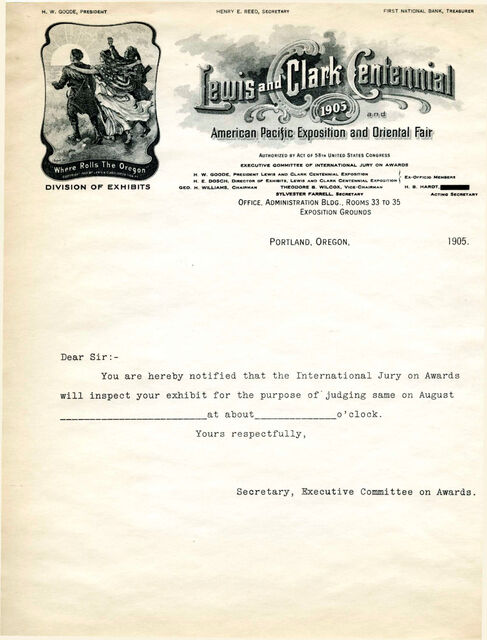 H. W. GOODE, PRESIDENT HENRY E. REED, SECRETARY FIRST NATIONAL BANK, TREASURER
Lewis and Clark Centennial
1905 and
American Pacific Exposition and Oriental Fair
"Where Rolls The Oregon"
DIVISION OF EXHIBITS
AUTHORIZED BY ACT OF 58TH UNITED STATES CONGRESS
EXECUTIVE COMMITTEE OF INTERNATIONAL JURY ON AWARDS
H. W. GOODE, PRESIDENT LEWIS AND CLARK CENTENNIAL EXPOSITION
H. E. DOSCH, DIRECTOR OF EXHIBITS, LEWIS AND CLARK CENTENNIAL EXPOSITION
EX-OFFICIO MEMBERS
GEO. H. WILLIAMS, CHAIRMAN THEODORE B. WILCOX, VICE-CHAIRMAN H. B. HARDT,
SYLVESTER FARRELL, SECRETARY ACTING SECRETARY
OFFICE, ADMINISTRATION BLDG., ROOMS 33 TO 35
EXPOSITION GROUNDS
PORTLAND, OREGON, 1905.
Dear Sir:-
You are hereby notified that the International Jury on Awards
will inspect your exhibit for the purpose of judging same on August
______________________at about____________o'clock.
Yours respectfully,
Secretary, Executive Committee on Awards.